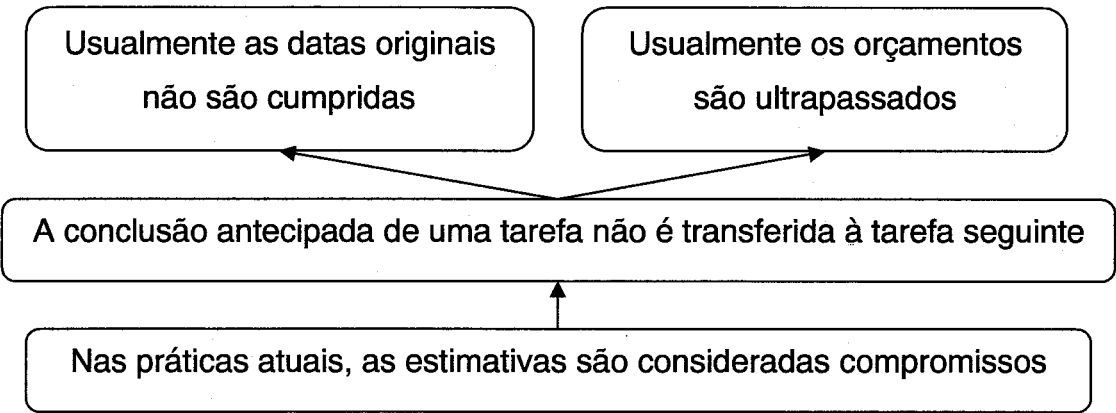 Usualmente as datas originais
não são cumpridas
Usualmente os orçamentos
são ultrapassados
A conclusão antecipada de uma tarefa não é transferida à tarefa seguinte
Nas práticas atuais, as estimativas são consideradas compromissos